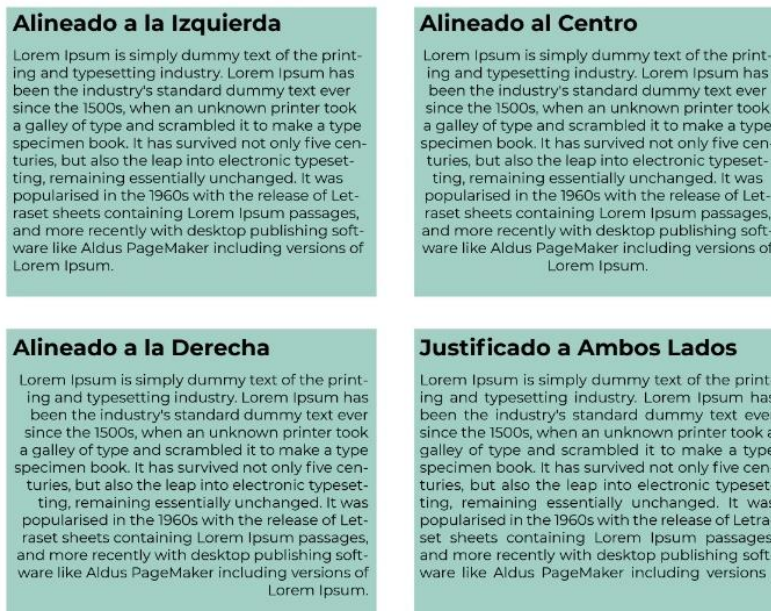 Alineado a la Izquierda
Lorem Ipsum is simply dummy text of the print-
ing and typesetting industry. Lorem Ipsum has
been the industry's standard dummy text ever
since the 1500s, when an unknown printer took
a galley of type and scrambled it to make a type
specimen book. It has survived not only five cen-
turies, but also the leap into electronic typeset-
ting, remaining essentially unchanged. It was
popularised in the 1960s with the release of Let-
raset sheets containing Lorem Ipsum passages,
and more recently with desktop publishing soft-
ware like Aldus PageMaker including versions of
Lorem Ipsum.
Alineado al Centro
Lorem Ipsum is simply dummy text of the print-
ing and typesetting industry. Lorem Ipsum has
been the industry's standard dummy text ever
since the 1500s, when an unknown printer took
a galley of type and scrambled it to make a type
specimen book. It has survived not only five cen-
turies, but also the leap into electronic typeset-
ting, remaining essentially unchanged. It was
popularised in the 1960s with the release of Let-
raset sheets containing Lorem Ipsum passages,
and more recently with desktop publishing soft-
ware like Aldus PageMaker including versions of
Lorem Ipsum.
Alineado a la Derecha
Lorem Ipsum is simply dummy text of the print-
ing and typesetting industry. Lorem Ipsum has
been the industry's standard dummy text ever
since the 1500s, when an unknown printer took
a galley of type and scrambled it to make a type
specimen book. It has survived not only five cen-
turies, but also the leap into electronic typeset-
ting, remaining essentially unchanged. It was
popularised in the 1960s with the release of Let-
raset sheets containing Lorem Ipsum passages,
and more recently with desktop publishing soft-
ware like Aldus PageMaker including versions of
Lorem Ipsum.
Justificado a Ambos Lados
Lorem Ipsum is simply dummy text of the print
ing and typesetting industry. Lorem Ipsum has
been the industry's standard dummy text ever
since the 1500s, when an unknown printer took a
galley of type and scrambled it to make a type
specimen book. It has survived not only five cen-
turies, but also the leap into electronic typeset
ting, remaining essentially unchanged. It was
popularised in the 1960s with the release of Letra
set sheets containing Lorem Ipsum passages
and more recently with desktop publishing soft
ware like Aldus PageMaker including versions